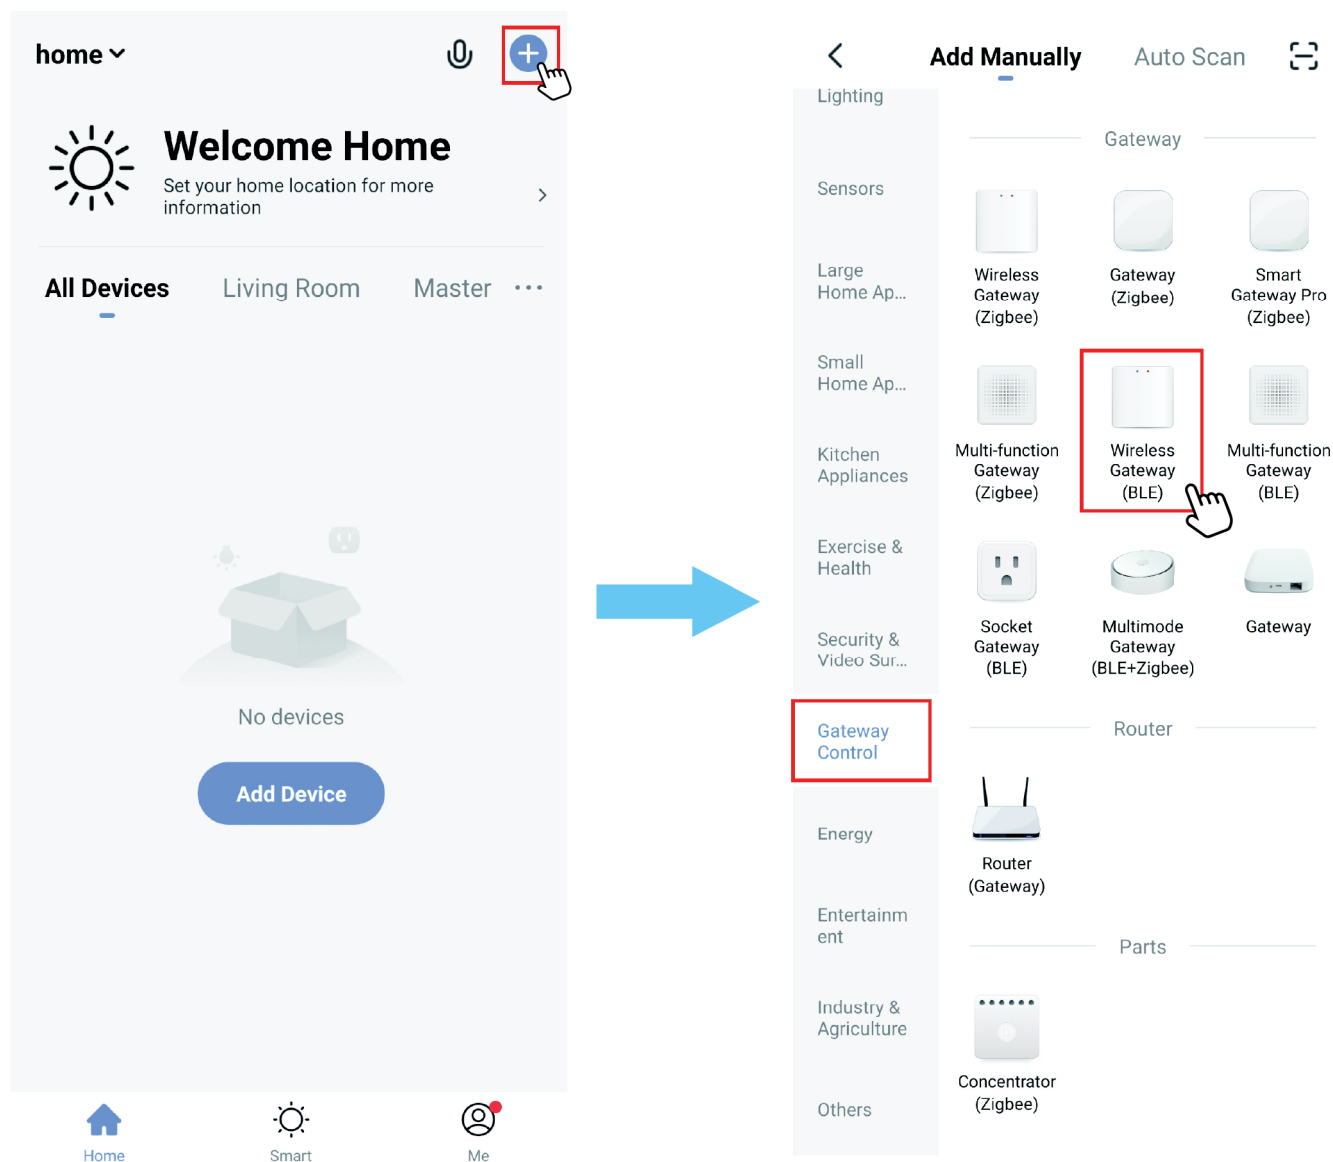 home
Welcome Home
Set your home location for more
information
All Devices
Living Room
Master
No devices
Add Device
Home
Smart
Me
Add Manually
Auto Scan
Lighting
Sensors
Large
Home Ap...
Small
Home Ap...
Kitchen
Appliances
Exercise &
Health
Security &
Video Sur...
Gateway
Control
Energy
Entertainm
ent
Industry &
Agriculture
Others
Gateway
Wireless
Gateway
(Zigbee)
Gateway
(Zigbee)
Smart
Gateway Pro
(Zigbee)
Multi-function
Gateway
(Zigbee)
Wireless
Gateway
(BLE)
Multi-function
Gateway
(BLE)
Socket
Gateway
(BLE)
Multimode
Gateway
(BLE+Zigbee)
Gateway
Router
Router
(Gateway)
Parts
Concentrator
(Zigbee)